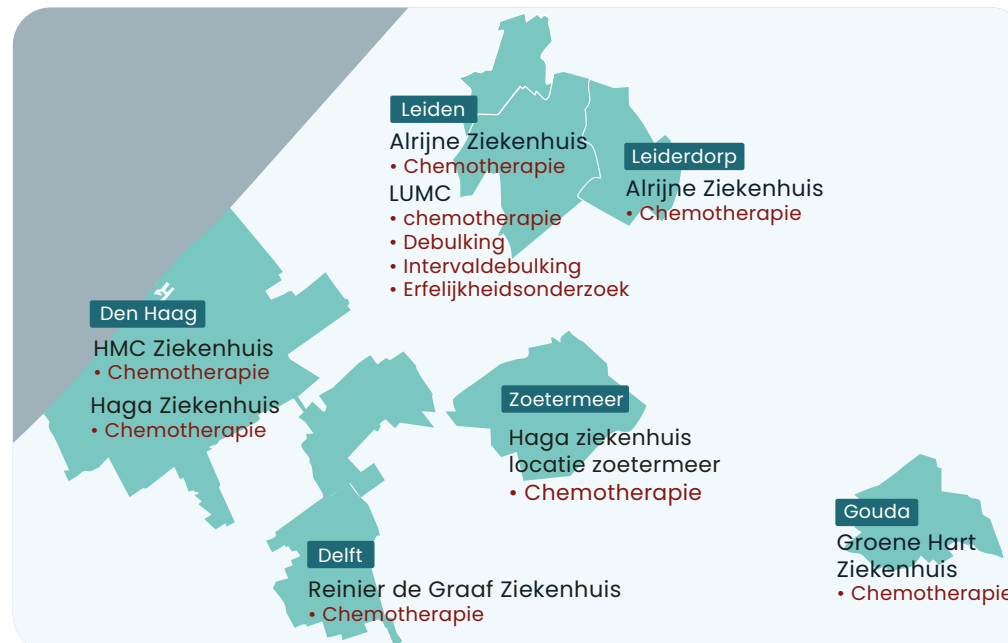 Leiden
Alrijne Ziekenhuis
• Chemotherapie
LUMC
• chemotherapie
• Debulking
• Intervaldebulking
• Erfelijkheidsonderzoek
Leiderdorp
Alrijne Ziekenhuis
• Chemotherapie
Den Haag
HMC Ziekenhuis
• Chemotherapie
Haga Ziekenhuis
• Chemotherapie
Zoetermeer
Haga ziekenhuis
locatie zoetermeer
• Chemotherapie
Gouda
Groene Hart
Ziekenhuis
• Chemotherapie
Delft
Reinier de Graaf Ziekenhuis
• Chemotherapie